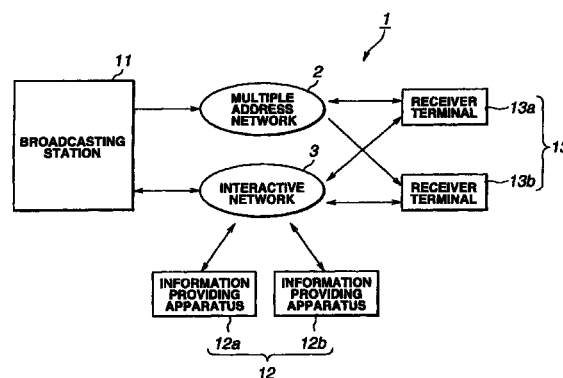 1
11
2
MULTIPLE
ADDRESS
NETWORK
RECEIVER
TERMINAL
13a
BROADCASTING
STATION
3
13
INTERACTIVE
NETWORK
RECEIVER
TERMINAL
13b
INFORMATION
PROVIDING
APPARATUS
INFORMATION
PROVIDING
APPARATUS
12a
12b
12